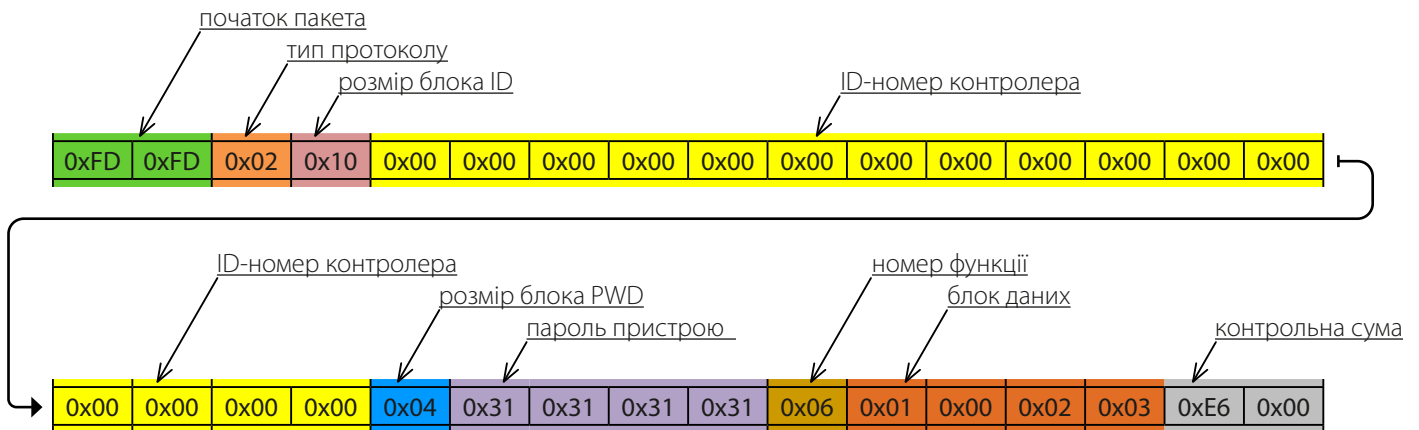 початок пакета
тип протоколу
розмір блока ID
ID-номер контролера
0xFD 0xFD 0x02 0x10 0x00 0x00 0x00 0x00 0x00 0x00 0x00 0x00 0x00 0x00 0x00 0x00
ID-номер контролера
номер функції
розмір блока PWD
блок даних
пароль пристрою
контрольна сума
0x00 0x00 0x00 0x00 0x04 0x31 0x31 0x31 0x31 0x06 0x01 0x00 0x02 0x03 0xE6 0x00